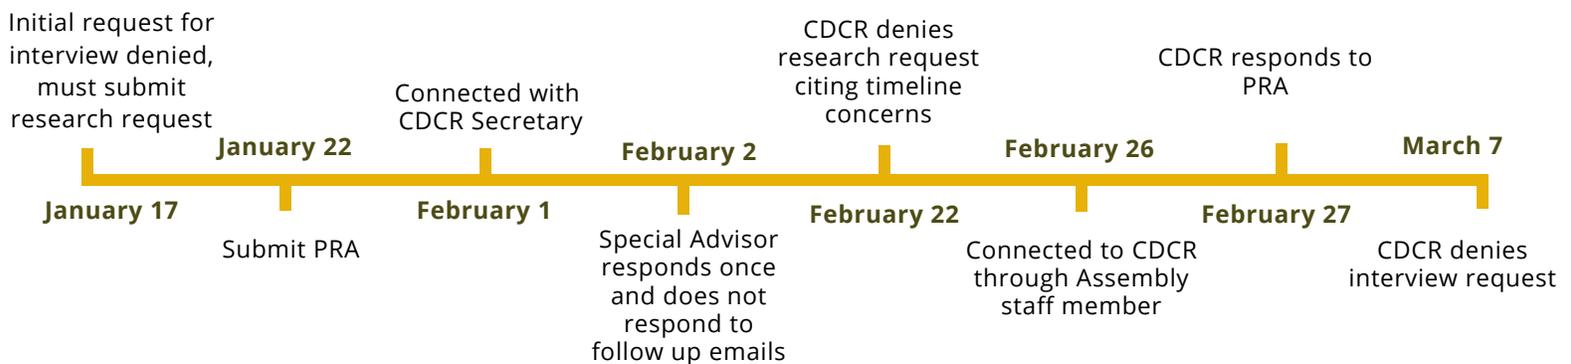 Initial request for
interview denied,
must submit
research request
January 17
January 22
Submit PRA
Connected with
CDCR Secretary
February 1
February 2
Special Advisor
responds once
and does not
respond to
follow up emails
CDCR denies
research request
citing timeline
concerns
February 22
February 26
Connected to CDCR
through Assembly
staff member
CDCR responds to
PRA
February 27
March 7
CDCR denies
interview request